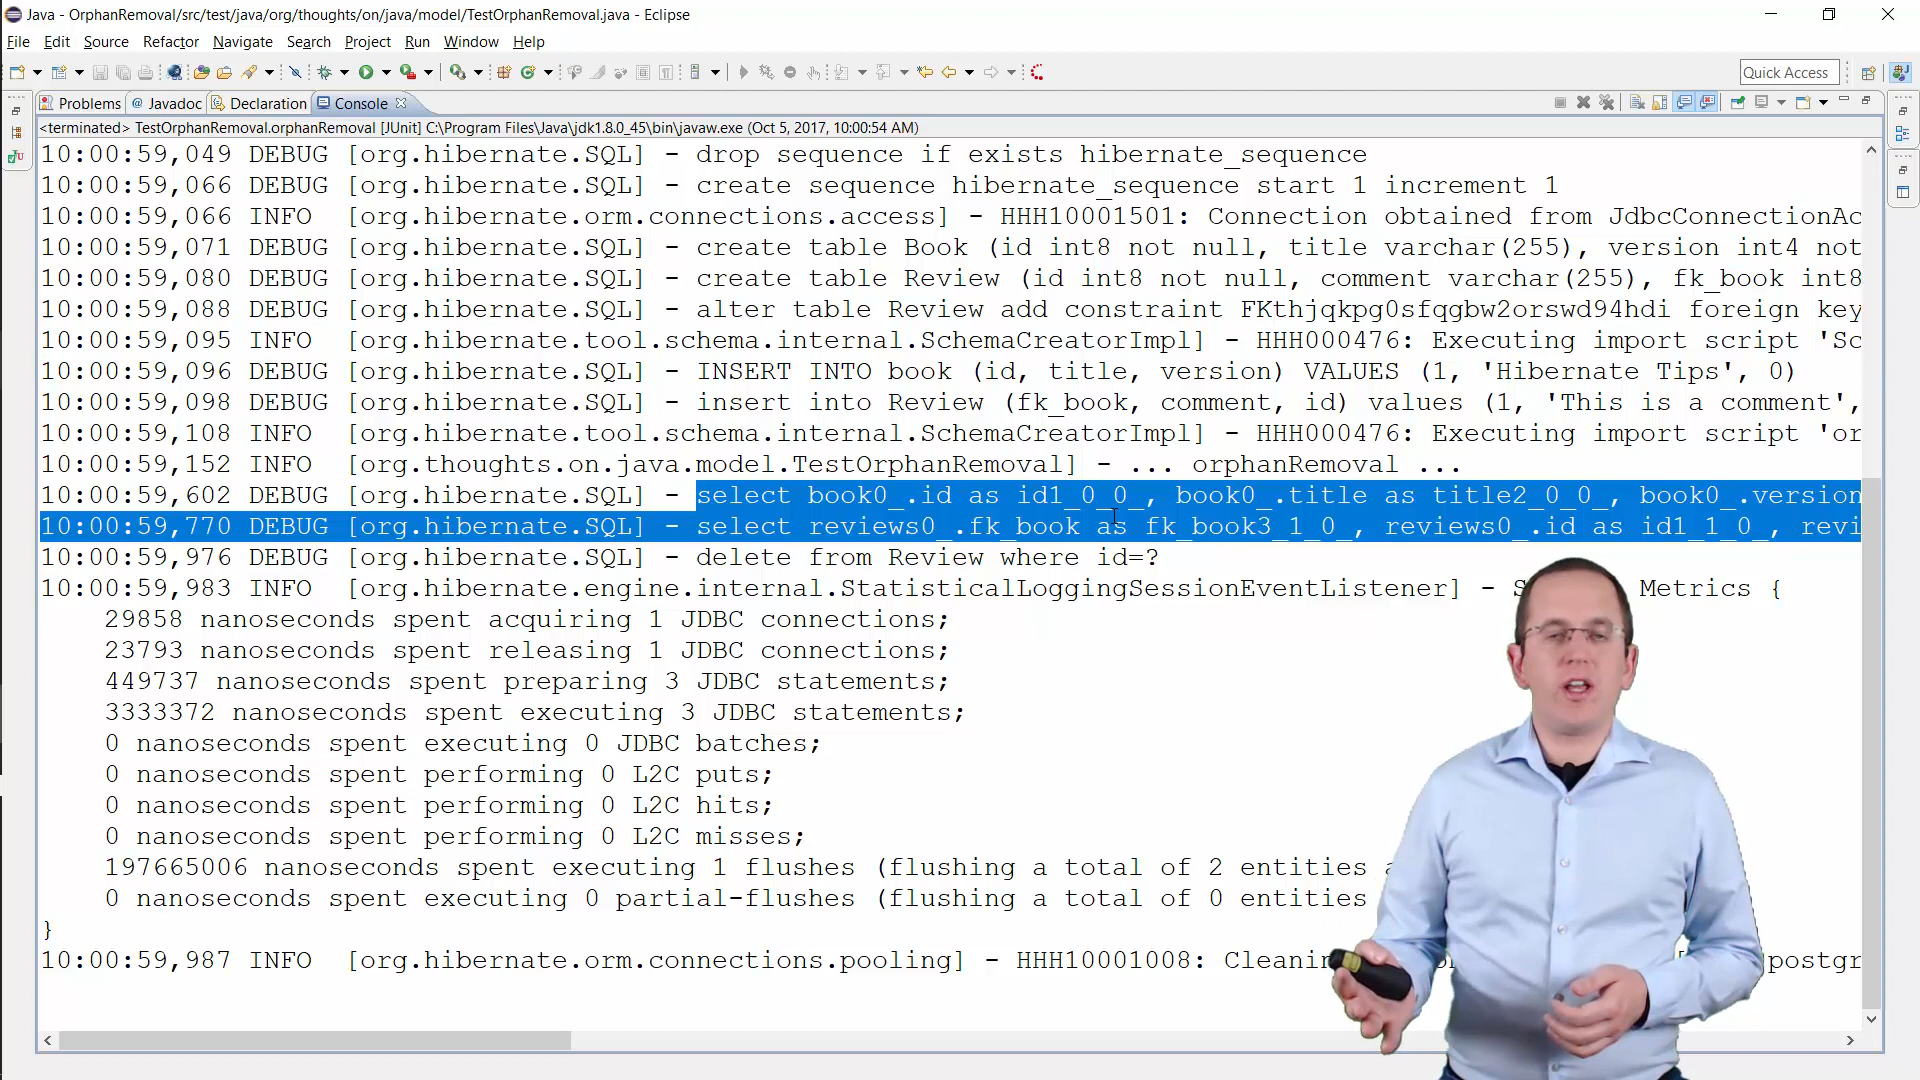 Java - OrphanRemoval/src/test/java/org/thoughts/on/java/model/TestOrphanRemoval.java - Eclipse
File Edit Source Refactor Navigate Search Project Run Window Help
Quick Access
Problems @ Javadoc Declaration Console
<terminated> TestOrphanRemoval.orphanRemoval [JUnit] C:\Program Files\Java\jdk1.8.0_45\bin\javaw.exe (Oct 5, 2017, 10:00:54 AM)
10:00:59,049 DEBUG [org.hibernate.SQL] - drop sequence if exists hibernate_sequence
10:00:59,066 DEBUG [org.hibernate.SQL] - create sequence hibernate_sequence start 1 increment 1
10:00:59,066 INFO [org.hibernate.orm.connections.access] - HHH10001501: Connection obtained from JdbcConnectionAc
10:00:59,071 DEBUG [org.hibernate.SQL] - create table Book (id int8 not null, title varchar(255), version int4 not
10:00:59,080 DEBUG [org.hibernate.SQL] - create table Review (id int8 not null, comment varchar(255), fk_book int8
10:00:59,088 DEBUG [org.hibernate.SQL] - alter table Review add constraint FKthjqkpg0sfqgbw2orswd94hdi foreign key
10:00:59,095 INFO [org.hibernate.tool.schema.internal.SchemaCreatorImpl] - HHH000476: Executing import script 'Sc
10:00:59,096 DEBUG [org.hibernate.SQL] - INSERT INTO book (id, title, version) VALUES (1, 'Hibernate Tips', 0)
10:00:59,098 DEBUG [org.hibernate.SQL] - insert into Review (fk_book, comment, id) values (1, 'This is a comment',
10:00:59,108 INFO [org.hibernate.tool.schema.internal.SchemaCreatorImpl] - HHH000476: Executing import script 'or
10:00:59,152 INFO [org.thoughts.on.java.model.TestOrphanRemoval] - ... orphanRemoval ...
10:00:59,602 DEBUG [org.hibernate.SQL] - select book0_.id as id1_0_0_, book0_.title as title2_0_0_, book0_.version
10:00:59,770 DEBUG [org.hibernate.SQL] - select reviews0_.fk_book as fk_book3_1_0_, reviews0_.id as id1_1_0_, revi
10:00:59,976 DEBUG [org.hibernate.SQL] - delete from Review where id=?
10:00:59,983 INFO [org.hibernate.engine.internal.StatisticalLoggingSessionEventListener] - S Metrics {
29858 nanoseconds spent acquiring 1 JDBC connections;
23793 nanoseconds spent releasing 1 JDBC connections;
449737 nanoseconds spent preparing 3 JDBC statements;
3333372 nanoseconds spent executing 3 JDBC statements;
0 nanoseconds spent executing 0 JDBC batches;
0 nanoseconds spent performing 0 L2C puts;
0 nanoseconds spent performing 0 L2C hits;
0 nanoseconds spent performing 0 L2C misses;
197665006 nanoseconds spent executing 1 flushes (flushing a total of 2 entities a
0 nanoseconds spent executing 0 partial-flushes (flushing a total of 0 entities
}
10:00:59,987 INFO [org.hibernate.orm.connections.pooling] - HHH10001008: Cleanin postgr